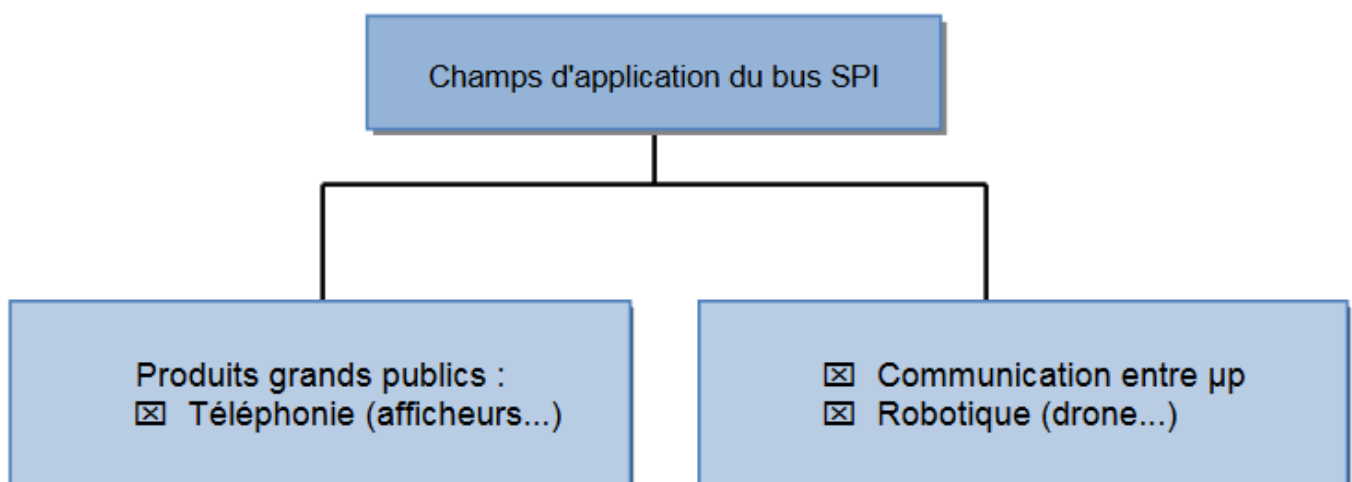 Champs d'application du bus SPI
Produits grands publics :
☒ Téléphonie (afficheurs...)
☒ Communication entre µp
☒ Robotique (drone...)